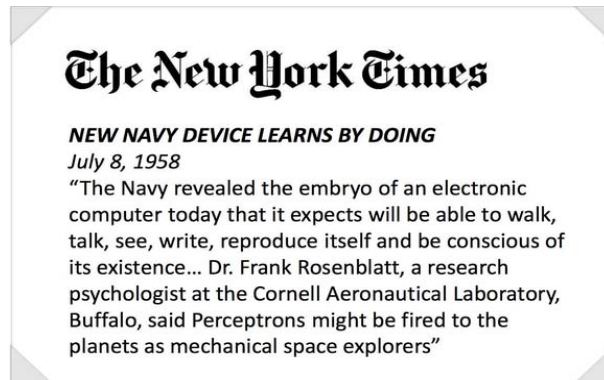 The New York Times
NEW NAVY DEVICE LEARNS BY DOING
July 8, 1958
“The Navy revealed the embryo of an electronic
computer today that it expects will be able to walk,
talk, see, write, reproduce itself and be conscious of
its existence… Dr. Frank Rosenblatt, a research
psychologist at the Cornell Aeronautical Laboratory,
Buffalo, said Perceptrons might be fired to the
planets as mechanical space explorers”